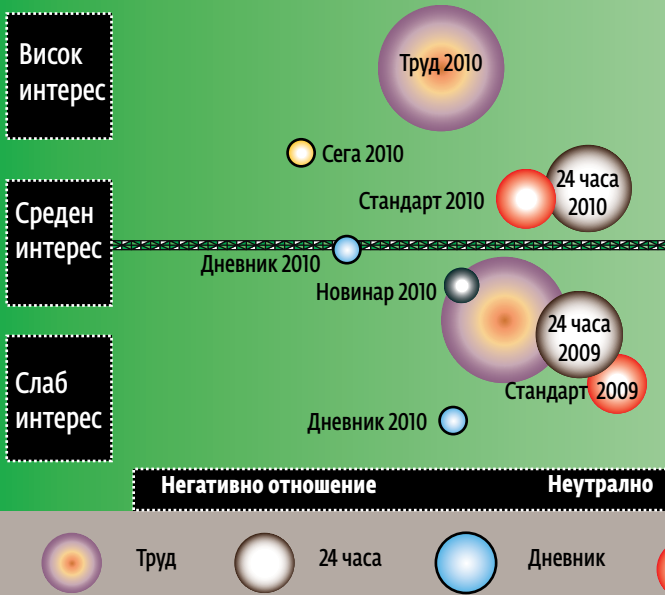 Висок
интерес
Труд 2010
Сега 2010
24 часа
2010
Стандарт 2010
Среден
интерес
Дневник 2010
Новинар 2010
24 часа
2009
Слаб
интерес
Стандарт 2009
Дневник 2010
Негативно отношение
Неутрално
Труд
24 часа
Дневник